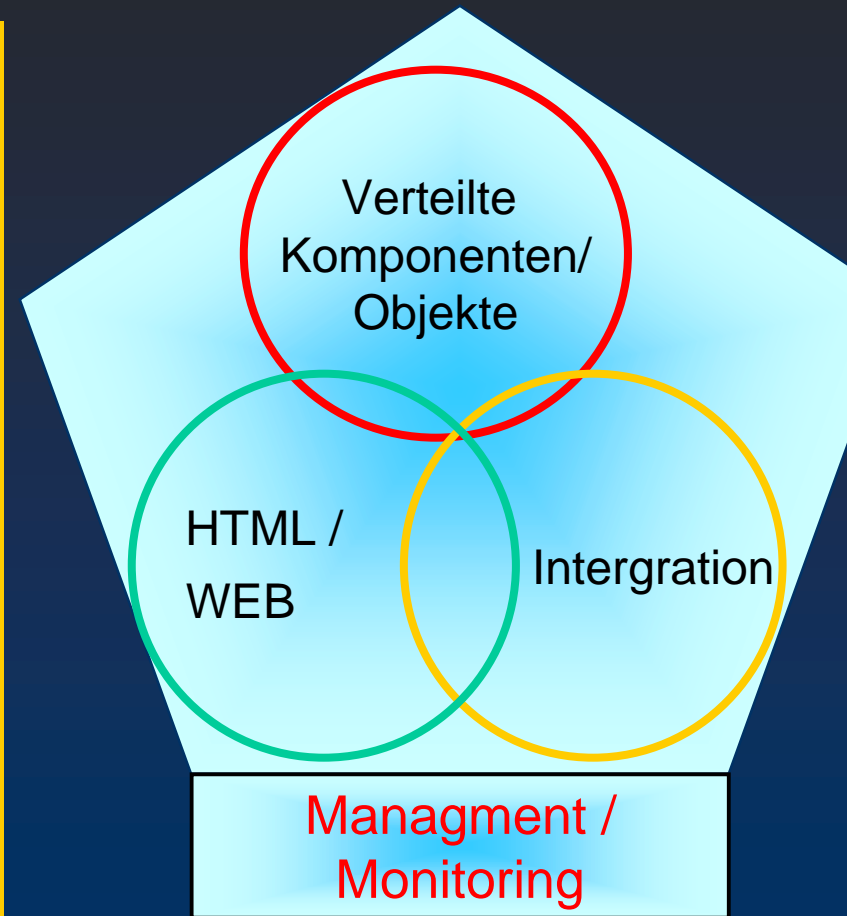 Verteilte
Komponenten/
Objekte
HTML /
WEB
Intergration
Managment /
Monitoring